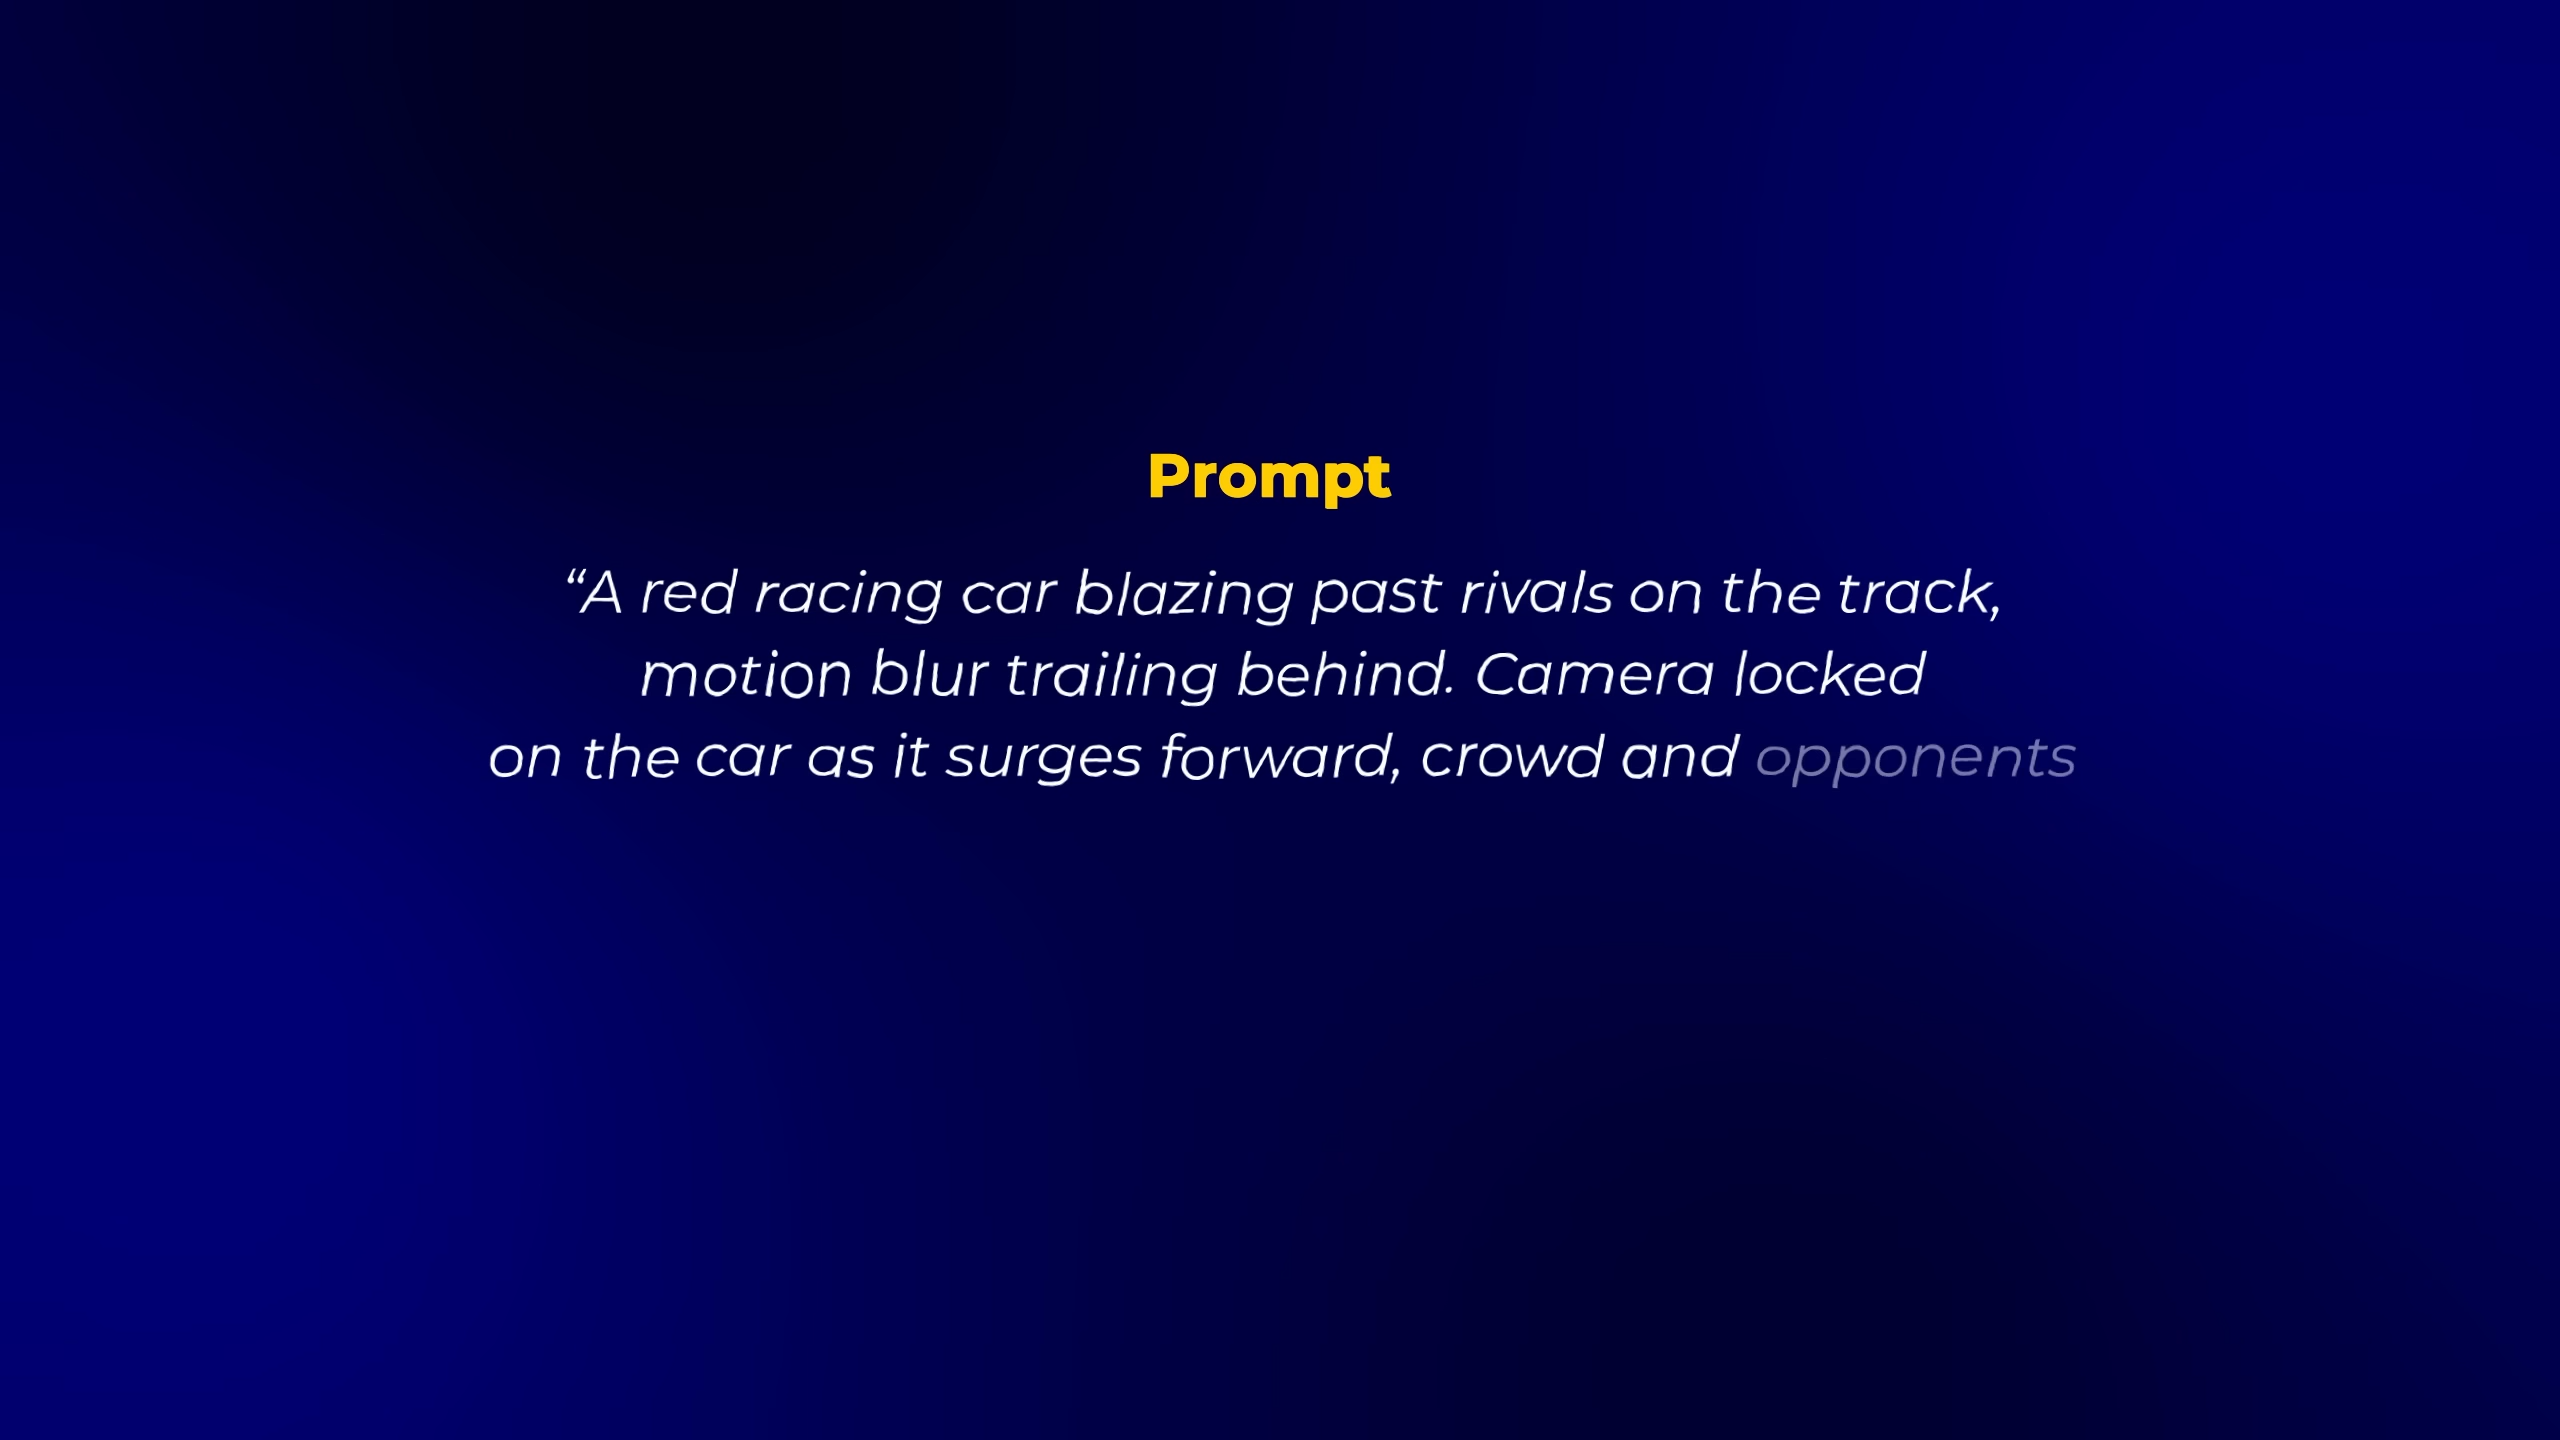 Prompt
“A red racing car blazing past rivals on the track,
motion blur trailing behind. Camera locked
on the car as it surges forward, crowd and opponents